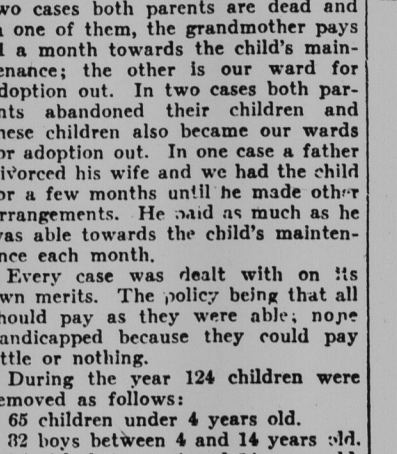 wo cases both parents are dead and
one of them, the grandmother pays
a month towards the child's main-
enance; the other is our ward for
doption out. In two cases both par-
nts abandoned their children and
hese children also became our wards
or adoption out. In one case a father
ivorced his wife and we had the child
or a few months until he made other
rrangements. He paid as much as he
as able towards the child's mainten-
nce each month.
Every case was dealt with on its
wn merits. The policy being that all
hould pay as they were able; none
andicapped because they could pay
ttle or nothing.
During the year 124 children were
emoved as follows:
65 children under 4 years old.
32 boys between 4 and 14 years old.